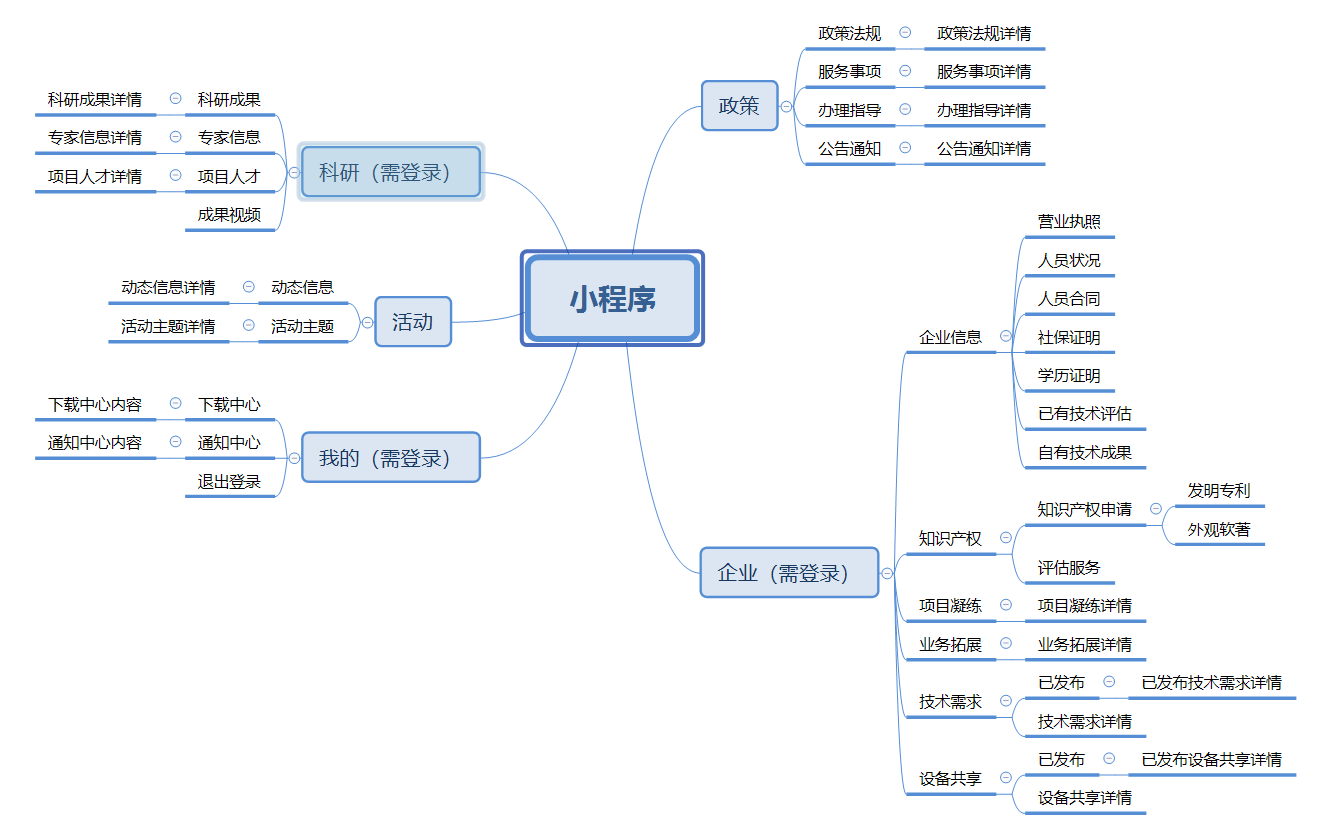 小程序
政策
政策法规
政策法规详情
服务事项
服务事项详情
办理指导
办理指导详情
公告通知
公告通知详情
企业（需登录）
企业信息
营业执照
人员状况
人员合同
社保证明
学历证明
已有技术评估
自有技术成果
知识产权
知识产权申请
发明专利
外观软著
评估服务
项目凝练
项目凝练详情
业务拓展
业务拓展详情
技术需求
已发布
已发布技术需求详情
技术需求详情
设备共享
已发布
已发布设备共享详情
设备共享详情
科研（需登录）
科研成果
科研成果详情
专家信息
专家信息详情
项目人才
项目人才详情
成果视频
活动
动态信息
动态信息详情
活动主题
活动主题详情
我的（需登录）
下载中心
下载中心内容
通知中心
通知中心内容
退出登录